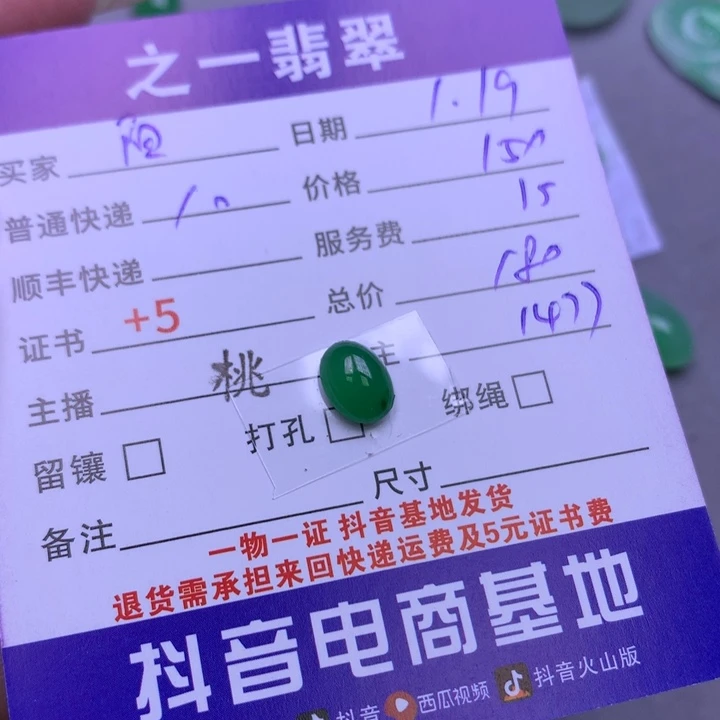 之一翡翠
买家 日期 1.19
普通快递 10 价格 150
顺丰快递 服务费 15
证书 +5 总价 180
主播 桃 主 1477
留镶 打孔 绑绳
备注 尺寸
一物一证 抖音基地发货
退货需承担来回快递运费及5元证书费
抖音电商基地
抖音 西瓜视频 抖音火山版